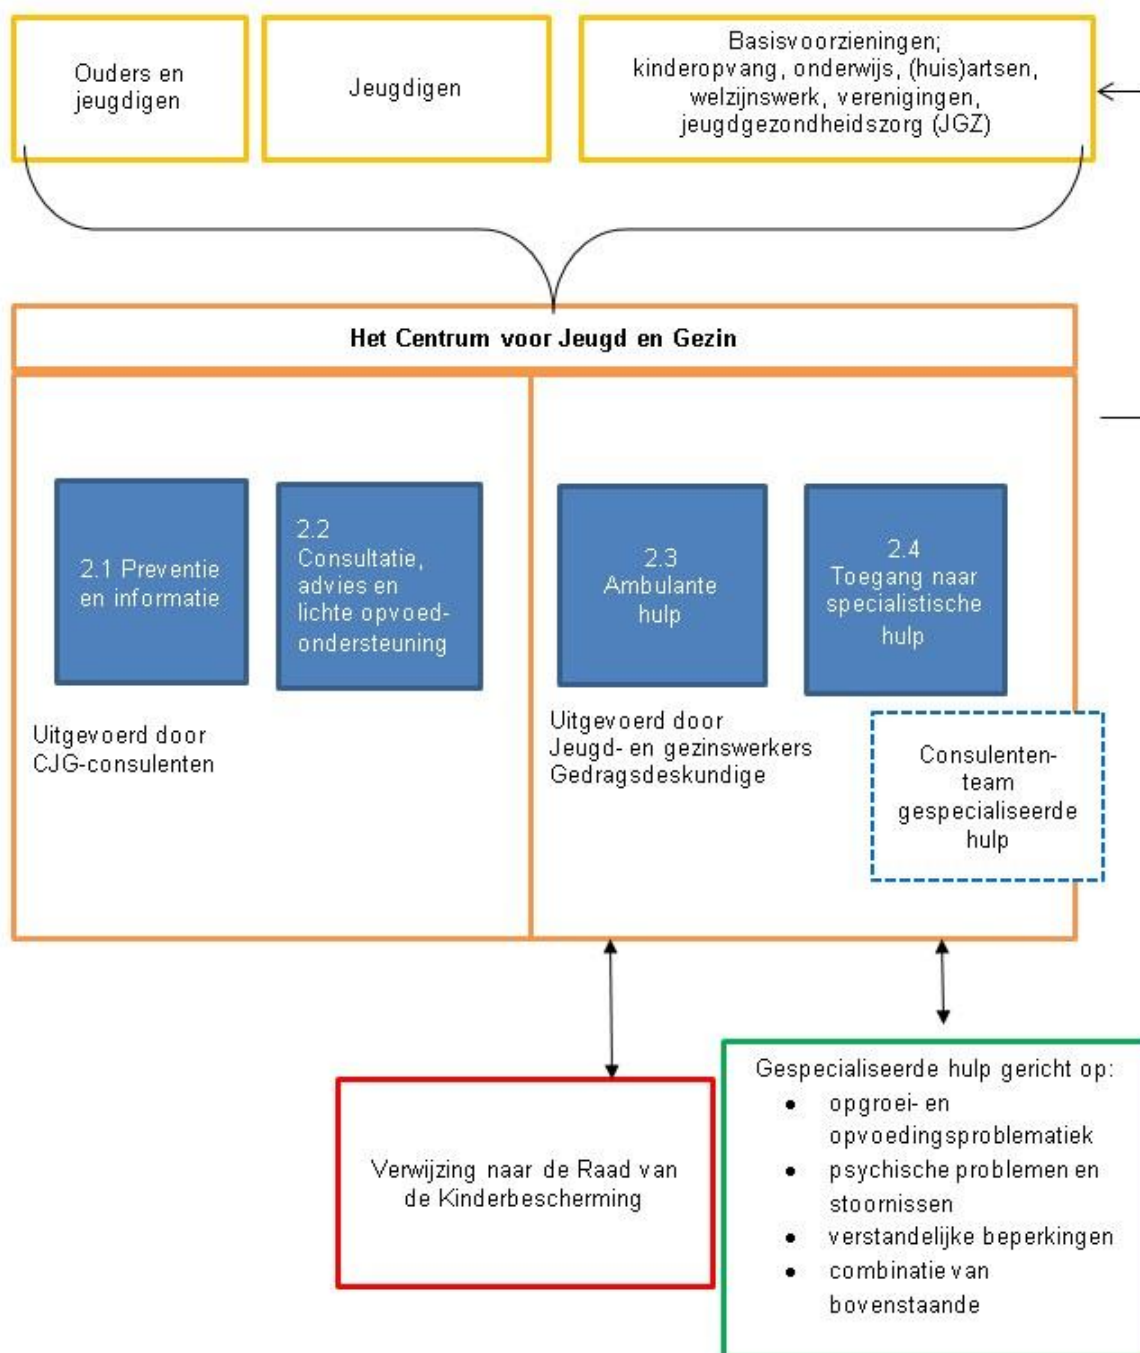 Ouders en
jeugdigen
Jeugdigen
Basisvoorzieningen;
kinderopvang, onderwijs, (huis)artsen,
welzijnswerk, verenigingen,
jeugdgezondheidszorg (JGZ)
Het Centrum voor Jeugd en Gezin
2.1 Preventie
en informatie
2.2
Consultatie,
advies en
lichte opvoed-
ondersteuning
2.3
Ambulante
hulp
2.4
Toegang naar
specialistische
hulp
Uitgevoerd door
CJG-consulenten
Uitgevoerd door
Jeugd- en gezinswerkers
Gedragsdeskundige
Consulenten-
team
gespecialiseerde
hulp
Verwijzing naar de Raad van
de Kinderbescherming
Gespecialiseerde hulp gericht op:
• opgroei- en
opvoedingsproblematiek
• psychische problemen en
stoornissen
• verstandelijke beperkingen
• combinatie van
bovenstaande